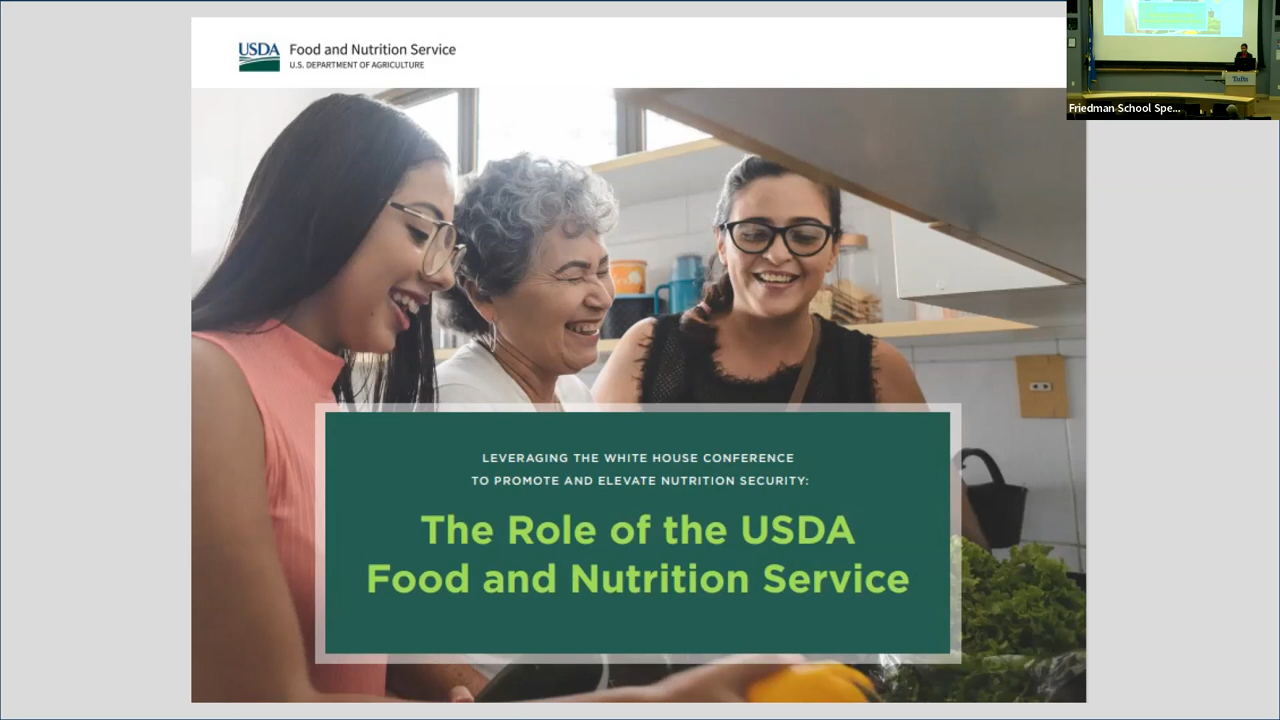 USDA Food and Nutrition Service
U.S. DEPARTMENT OF AGRICULTURE
Tufts
Friedman School Spe...
LEVERAGING THE WHITE HOUSE CONFERENCE
TO PROMOTE AND ELEVATE NUTRITION SECURITY:
The Role of the USDA
Food and Nutrition Service